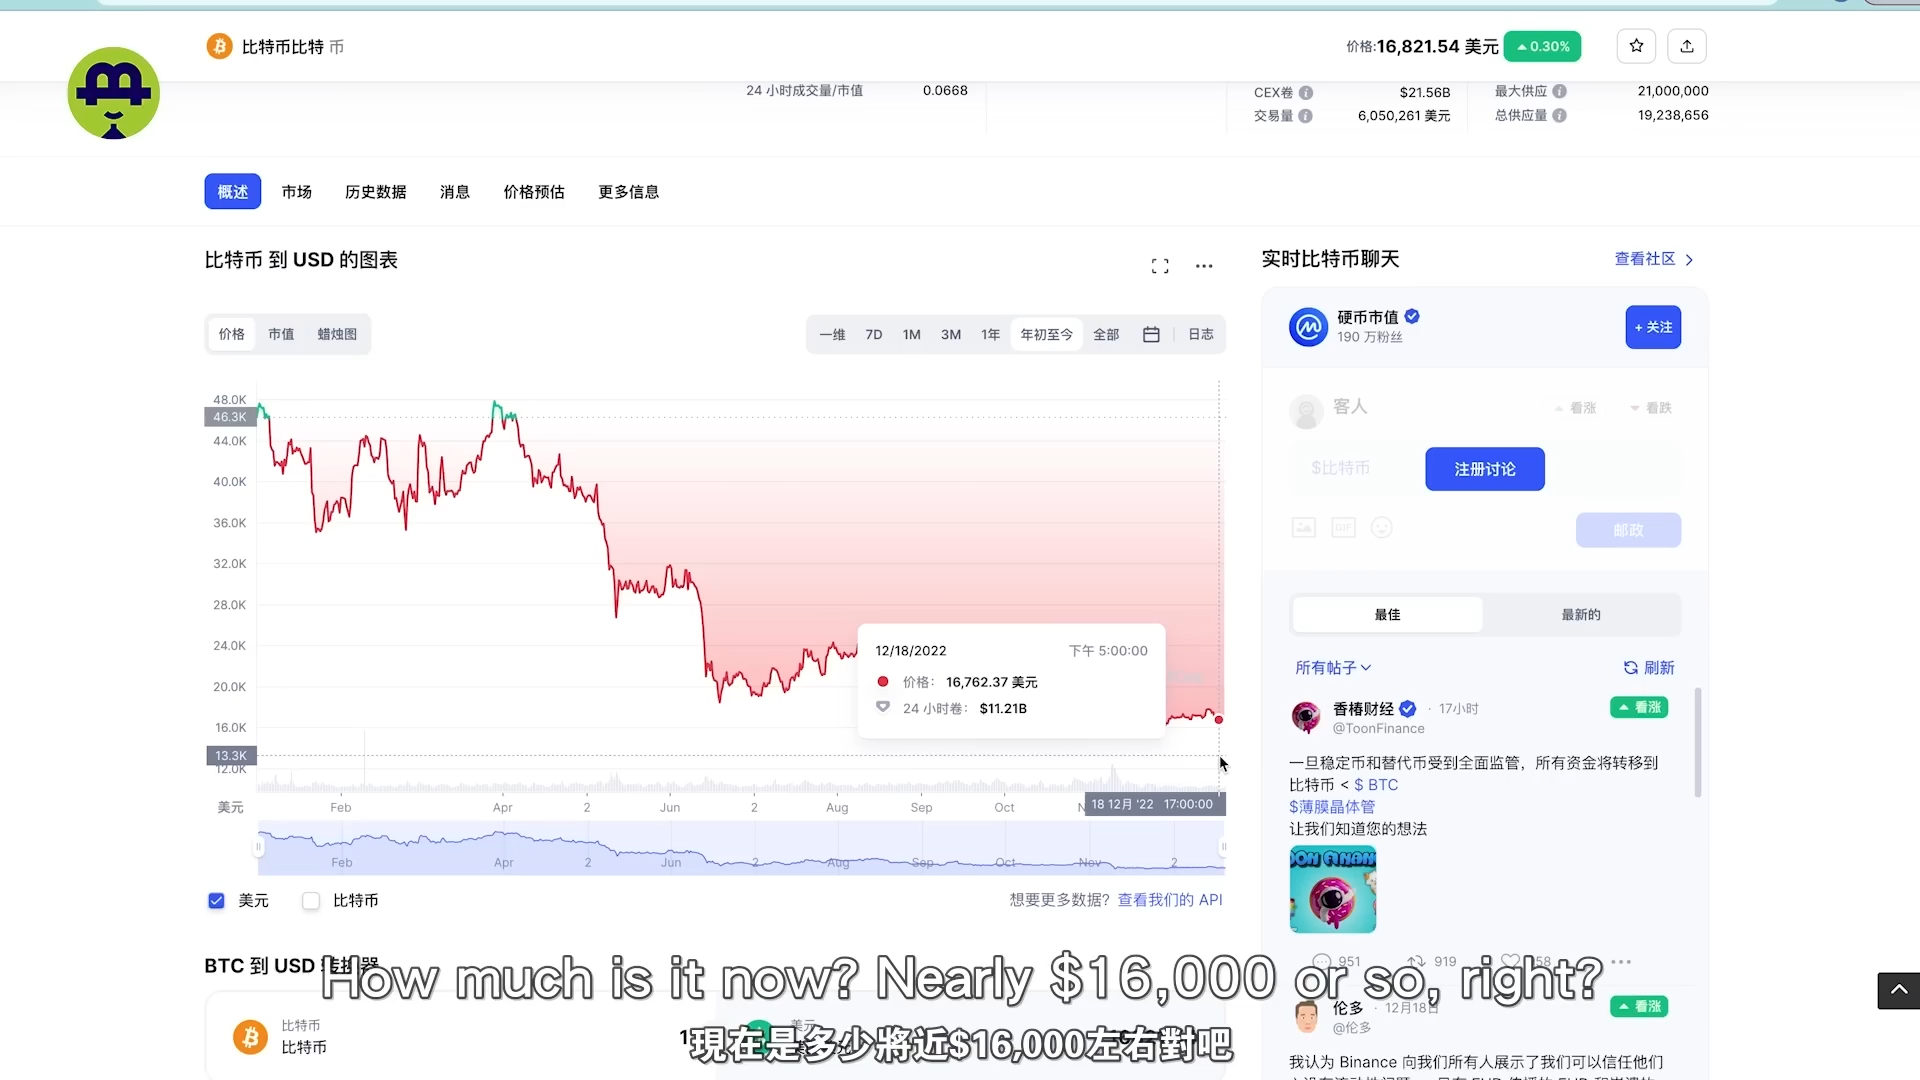 比特币比特 币
价格:16,821.54 美元
0.30%
24 小时成交量/市值 0.0668
CEX卷 $21.56B
交易量 6,050,261 美元
最大供应 21,000,000
总供应量 19,238,656
概述 市场 历史数据 消息 价格预估 更多信息
比特币 到 USD 的图表
价格 市值 蜡烛图
一维 7D 1M 3M 1年 年初至今 全部 日志
48.0K
46.3K
44.0K
40.0K
36.0K
32.0K
28.0K
24.0K
20.0K
16.0K
13.3K
12.0K
12/18/2022 下午 5:00:00
价格: 16,762.37 美元
24 小时卷: $11.21B
美元 Feb Apr 2 Jun 2 Aug Sep Oct
18 12月 '22 17:00:00
Feb Apr 2 Jun 2 Aug Sep Oct Nov 2
美元 比特币
想要更多数据? 查看我们的 API
BTC 到 USD
比特币
比特币
美元
实时比特币聊天
查看社区
硬币市值
190 万粉丝
+ 关注
客人
看涨 看跌
$比特币
注册讨论
GIF
邮政
最佳 最新的
所有帖子 刷新
香椿财经 · 17小时
@ToonFinance
看涨
一旦稳定币和替代币受到全面监管，所有资金将转移到
比特币 < $ BTC
$薄膜晶体管
让我们知道您的想法
951 919
伦多 · 12月18日
@伦多
看涨
我认为 Binance 向我们所有人展示了我们可以信任他们
How much is it now? Nearly $16,000 or so, right?
現在是多少將近$16,000左右對吧